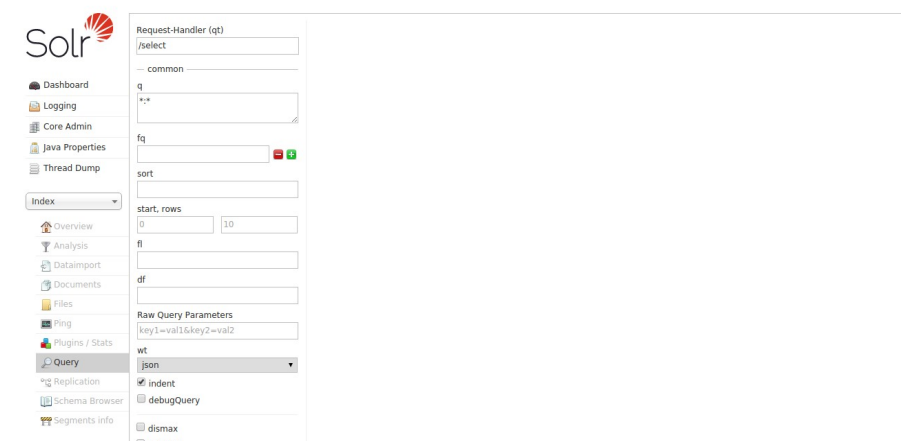 Solr
Dashboard
Logging
Core Admin
Java Properties
Thread Dump
Index
Overview
Analysis
Dataimport
Documents
Files
Ping
Plugins / Stats
Query
Replication
Schema Browser
Segments info
Request-Handler (qt)
/select
common
q
*:*
fq
sort
start, rows
0 10
fl
df
Raw Query Parameters
key1=val1&key2=val2
wt
json
indent
debugQuery
dismax